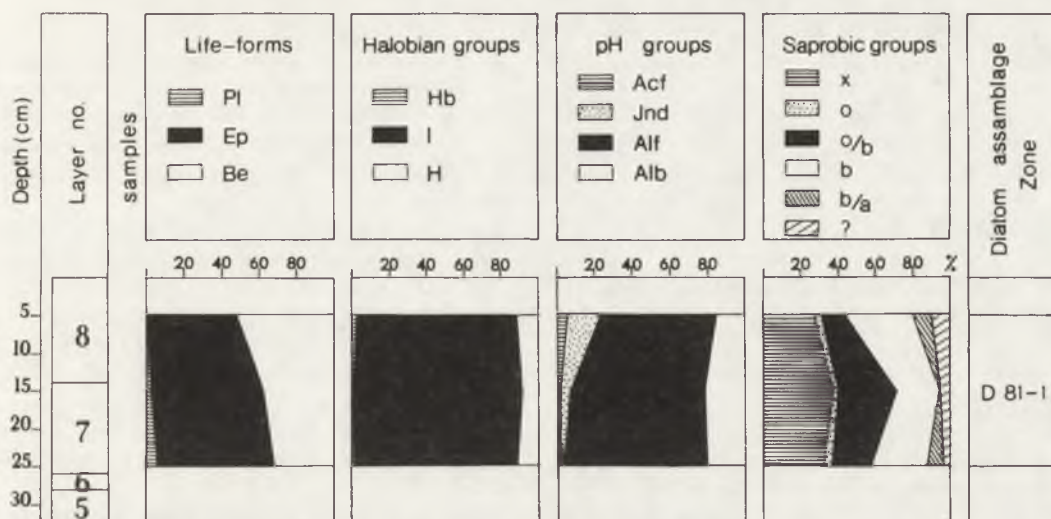 Depth (cm)
Layer no.
samples
Life-forms
Pl
Ep
Be
Halobian groups
Hb
I
H
pH groups
Acf
Jnd
Alf
Alb
Saprobic groups
x
o
o/b
b
b/a
?
Diatom assamblage
Zone
20 40 60 80
20 40 60 80
20 40 60 80
20 40 60 80 %
5
10
15
20
25
30
8
7
6
5
D 81-1